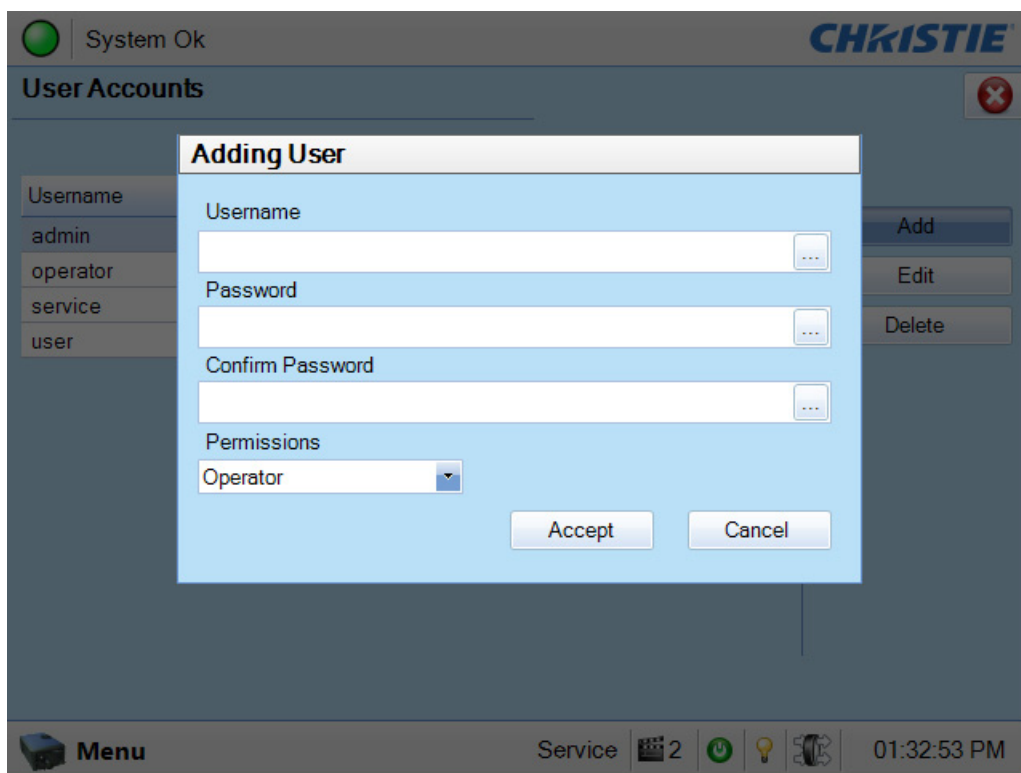 System Ok
CHRISTIE
User Accounts
Adding User
Username
admin
operator
service
user
Username
...
Password
...
Confirm Password
...
Permissions
Operator
Accept
Cancel
Add
Edit
Delete
Menu
Service
2
01:32:53 PM